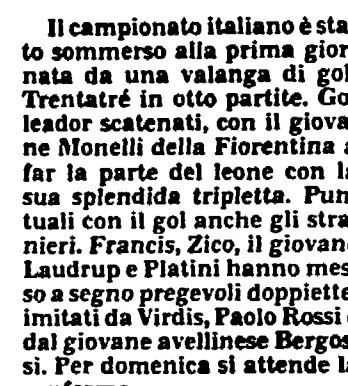 Il campionato italiano è sta
to sommerso alla prima gior
nata da una valanga di gol
Trentatré in otto partite. Go
leador scatenati, con il giova
ne Monelli della Fiorentina a
far la parte del leone con l
sua splendida tripletta. Pun
tuali con il gol anche gli stra
nieri. Francis, Zico, il giovan
Laudrup e Platini hanno mes
so a segno pregevoli doppiette
imitati da Virdis, Paolo Rossi e
dal giovane avellinese Bergos
si. Per domenica si attende l